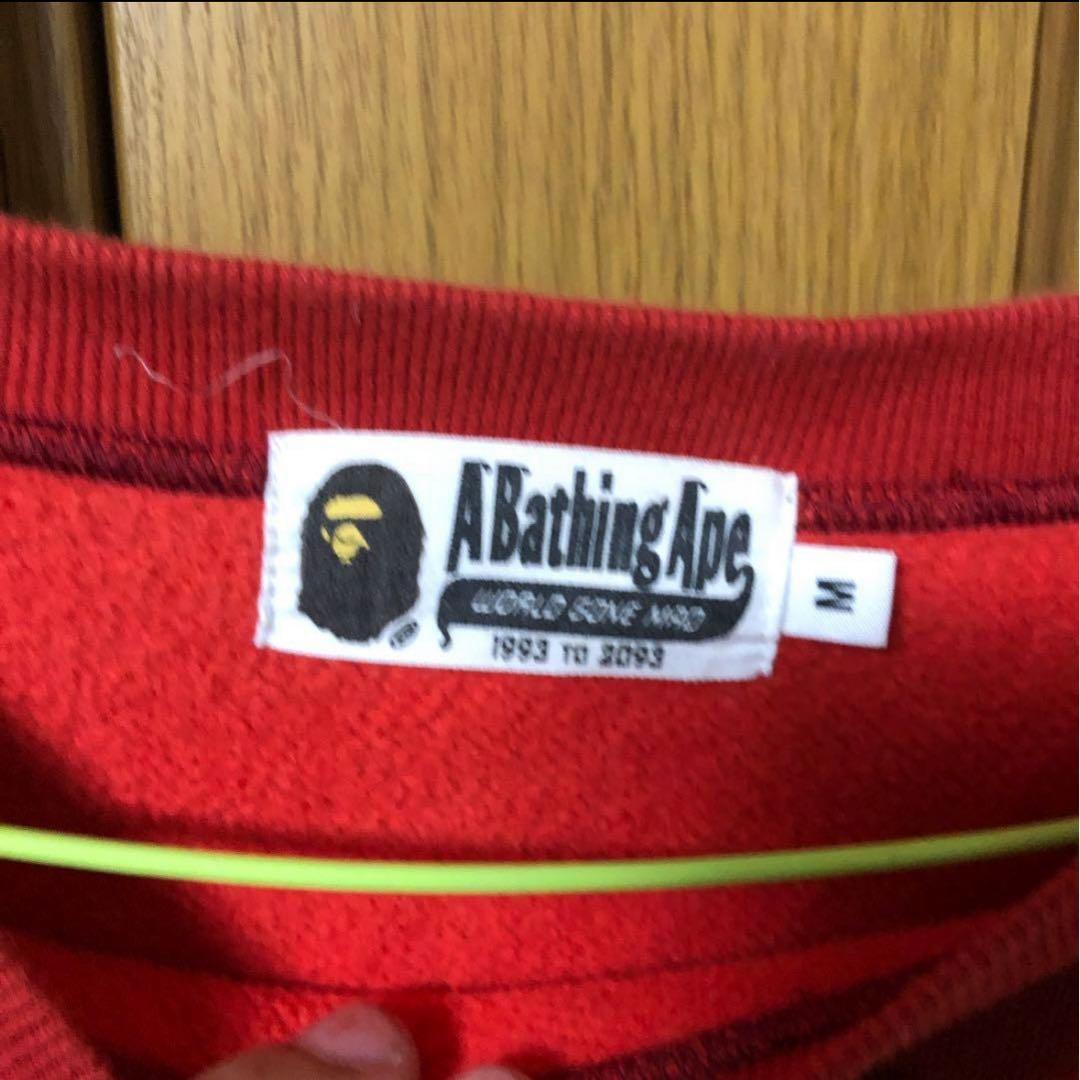 A Bathing Ape
WORLD GONE MAD
1993 TO 2093
M